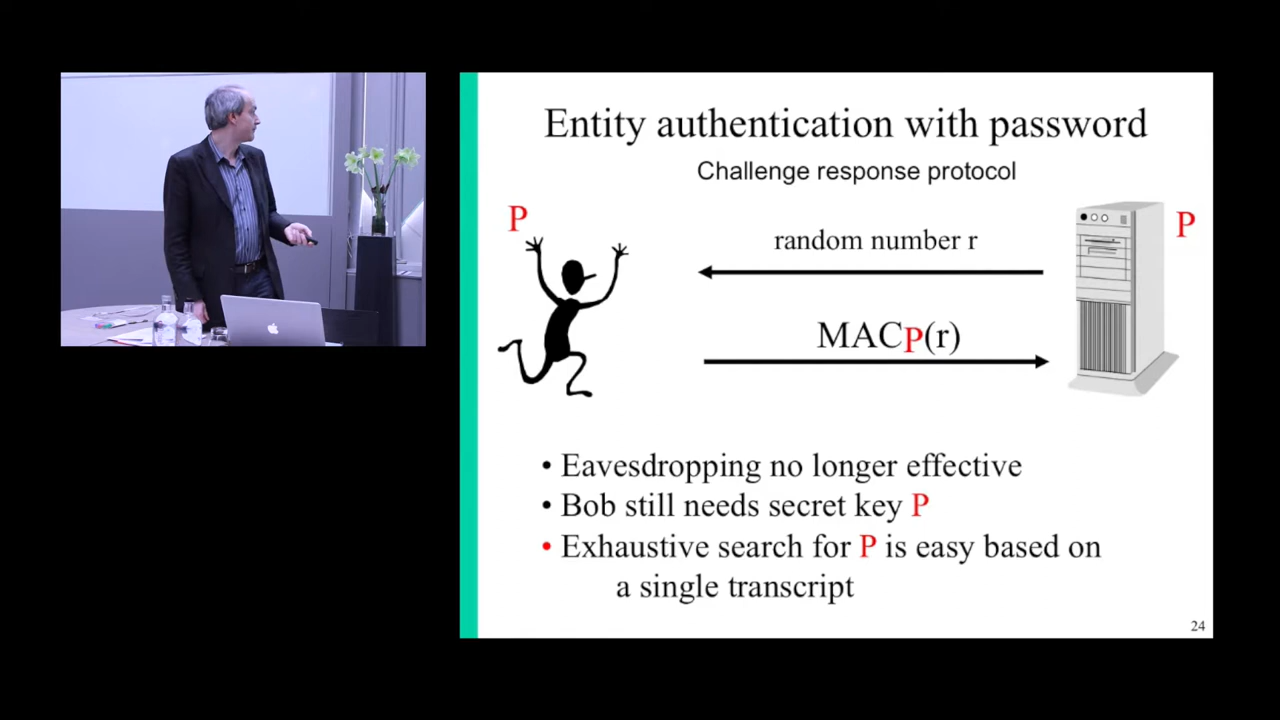 Entity authentication with password
Challenge response protocol
P
P
random number r
MACP(r)
• Eavesdropping no longer effective
• Bob still needs secret key P
• Exhaustive search for P is easy based on
a single transcript
24